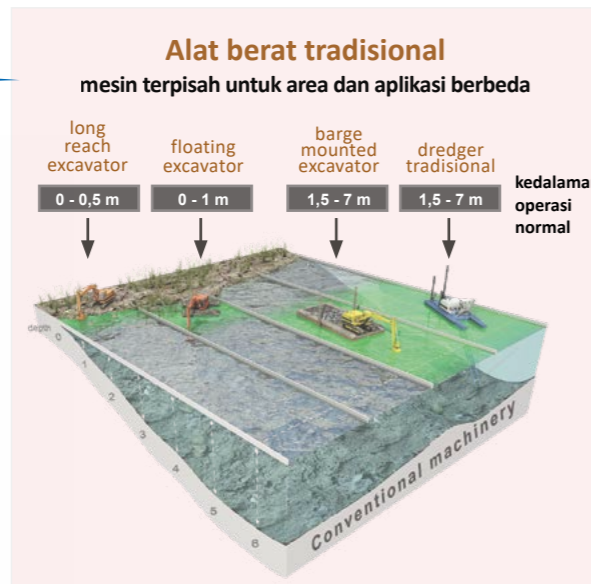 Alat berat tradisional
mesin terpisah untuk area dan aplikasi berbeda
long
reach
excavator
floating
excavator
barge
mounted
excavator
dredger
tradisional
0 - 0,5 m
0 - 1 m
1,5 - 7 m
1,5 - 7 m
kedalama
operasi
normal
depth
0
1
2
3
4
5
6
Conventional machinery